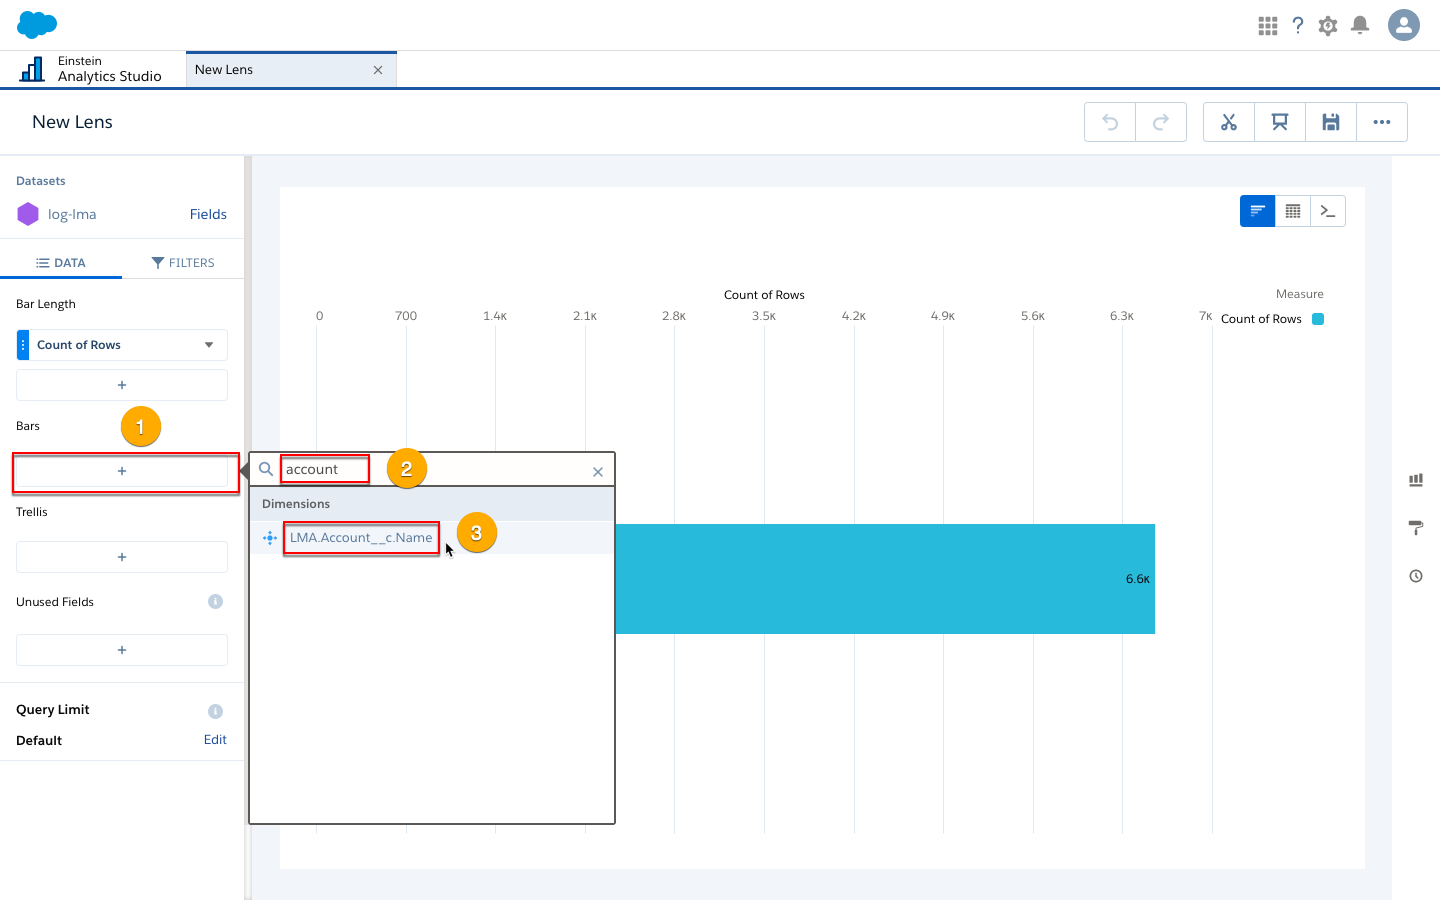 Einstein
Analytics Studio
New Lens
New Lens
Datasets
log-lma
Fields
DATA
FILTERS
Bar Length
Count of Rows
+
Bars
1
+
account
2
Dimensions
LMA.Account__c.Name
3
Trellis
+
Unused Fields
+
Query Limit
Default
Edit
Count of Rows
0 700 1.4K 2.1K 2.8K 3.5K 4.2K 4.9K 5.6K 6.3K 7K
6.6K
Measure
Count of Rows